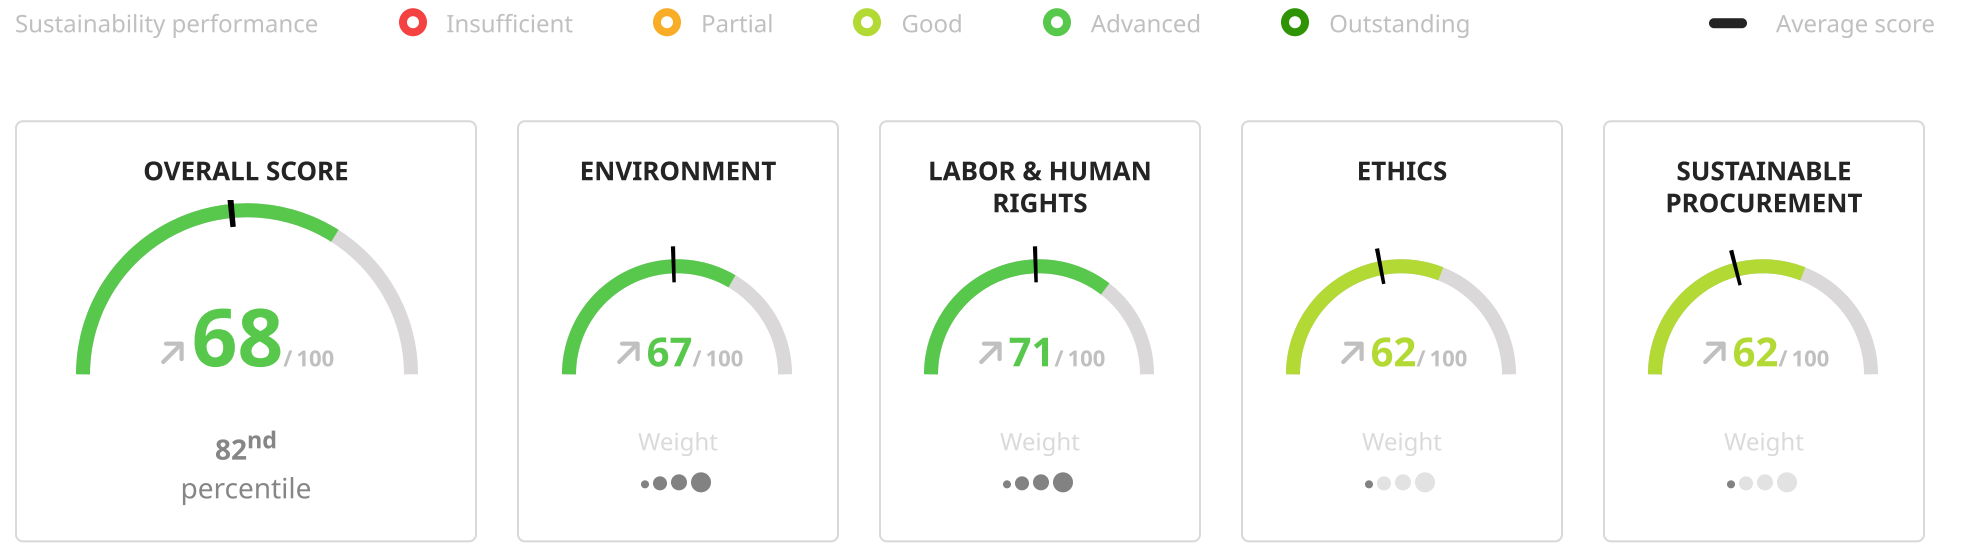 Sustainability performance Insufficient Partial Good Advanced Outstanding Average score
OVERALL SCORE
68 / 100
82nd
percentile
ENVIRONMENT
67 / 100
Weight
LABOR & HUMAN
RIGHTS
71 / 100
Weight
ETHICS
62 / 100
Weight
SUSTAINABLE
PROCUREMENT
62 / 100
Weight